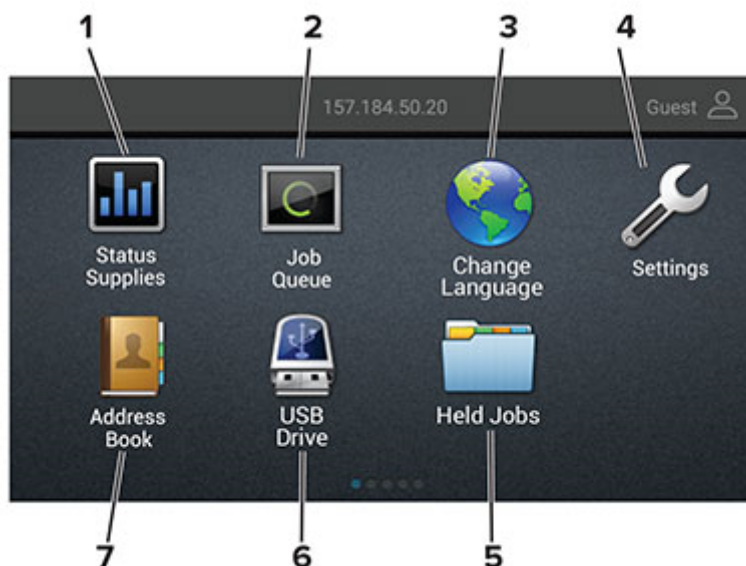 1 2 3 4
157.184.50.20 Guest
Status
Supplies
Job
Queue
Change
Language
Settings
Address
Book
USB
Drive
Held Jobs
7 6 5